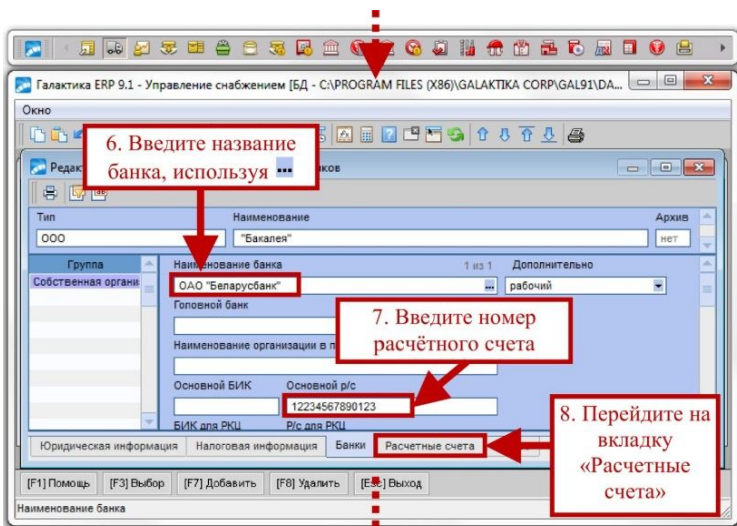 Галактика ERP 9.1 - Управление снабжением [БД - C:\PROGRAM FILES (X86)\GALAKTIKA CORP\GAL91\DA...
Окно
6. Введите название
банка, используя ...
Тип
Наименование
Архив
ООО
"Бакалея"
нет
Группа
Наименование банка
1 из 1
Дополнительно
Собственная органи
ОАО "Беларусбанк"
...
рабочий
Головной банк
7. Введите номер
расчётного счета
Наименование организации в п
Основной БИК
Основной р/с
12234567890123
БИК для РКЦ
Р/с для РКЦ
8. Перейдите на
вкладку
«Расчетные
счета»
Юридическая информация
Налоговая информация
Банки
Расчетные счета
[F1] Помощь
[F3] Выбор
[F7] Добавить
[F8] Удалить
[Esc] Выход
Наименование банка